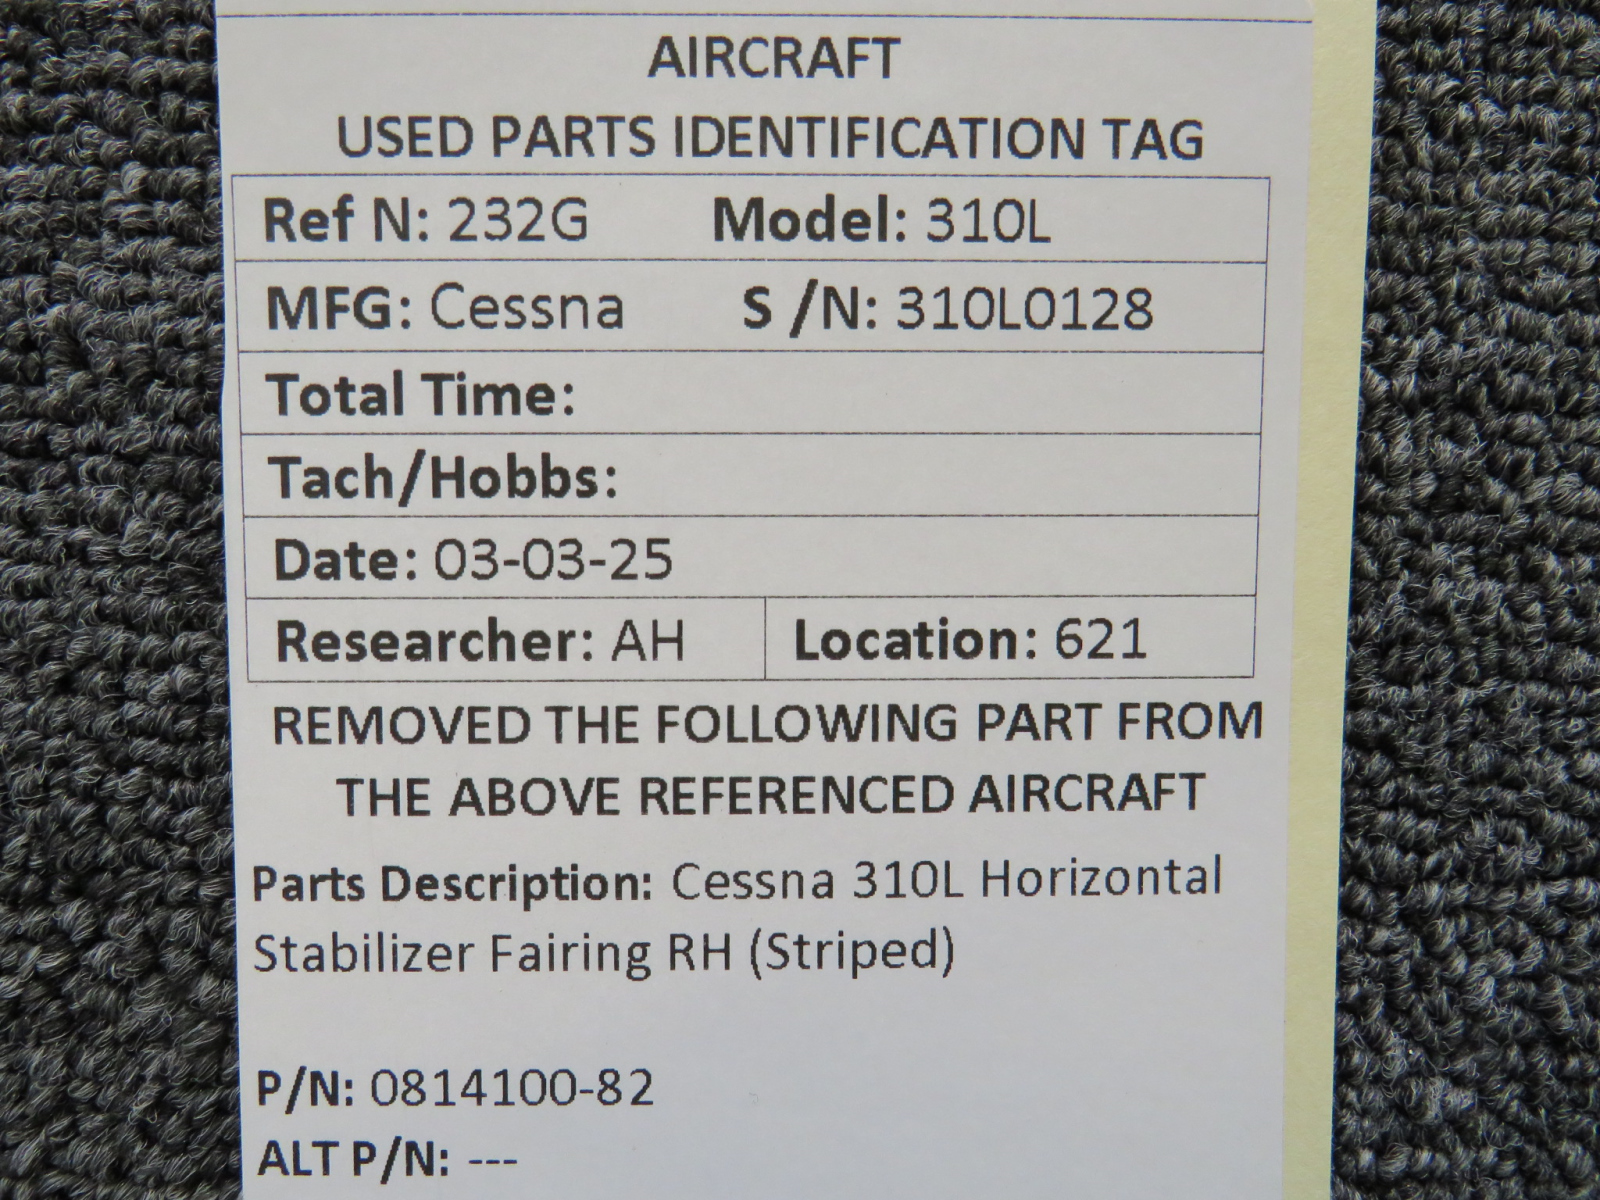 AIRCRAFT
USED PARTS IDENTIFICATION TAG
Ref N: 232G Model: 310L
MFG: Cessna S /N: 310L0128
Total Time:
Tach/Hobbs:
Date: 03-03-25
Researcher: AH Location: 621
REMOVED THE FOLLOWING PART FROM
THE ABOVE REFERENCED AIRCRAFT
Parts Description: Cessna 310L Horizontal
Stabilizer Fairing RH (Striped)
P/N: 0814100-82
ALT P/N: ---